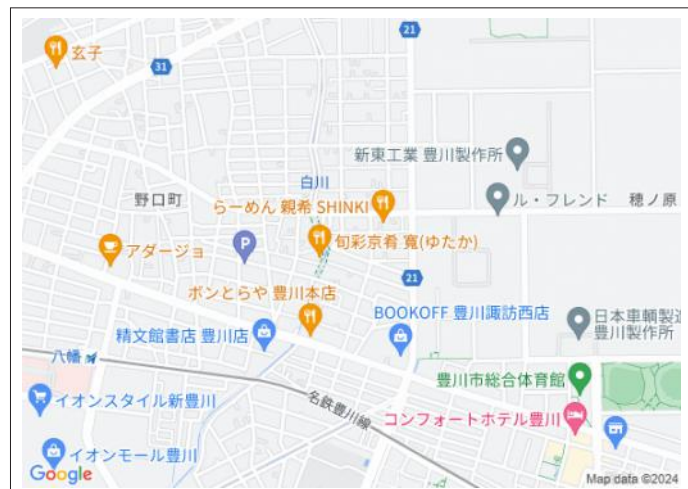 玄子
21
31
新東工業 豊川製作所
白川
野口町
らーめん 親希 SHINKI
ル・フレンド
穂ノ原
アダージョ
P
旬彩京肴 寛(ゆたか)
21
ボンとらや 豊川本店
BOOKOFF 豊川諏訪西店
精文館書店 豊川店
日本車輌製造
豊川製作所
八幡
豊川市総合体育館
イオンスタイル新豊川
名鉄豊川線
コンフォートホテル豊川
イオンモール豊川
Google
Map data ©2024